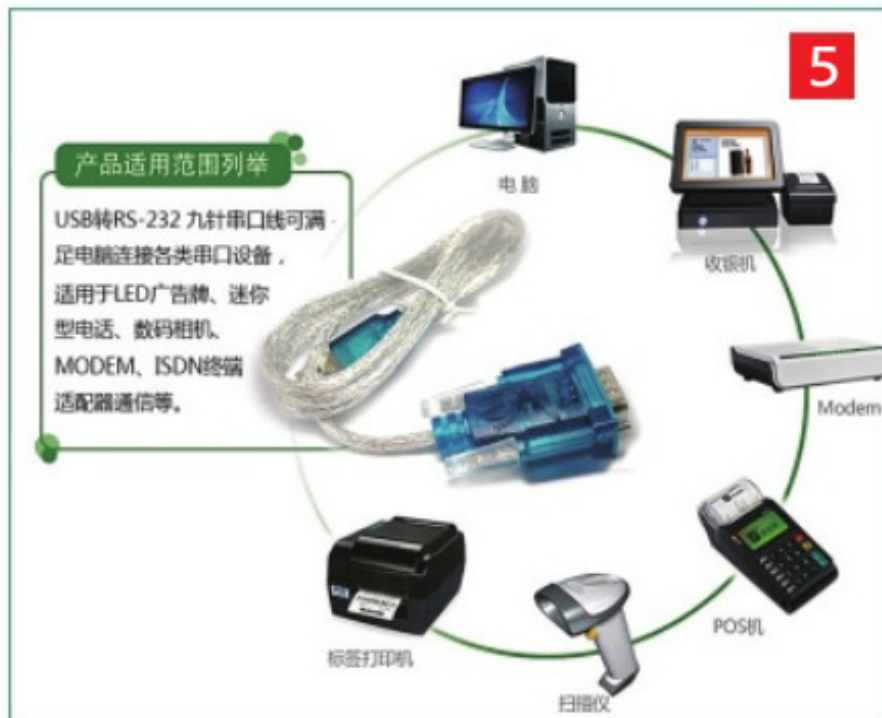 5
产品适用范围列举
USB转RS-232 九针串口线可满
足电脑连接各类串口设备，
适用于LED广告牌、迷你
型电话、数码相机、
MODEM、ISDN终端
适配器通信等。
电脑
收银机
Modem
POS机
扫描仪
标签打印机